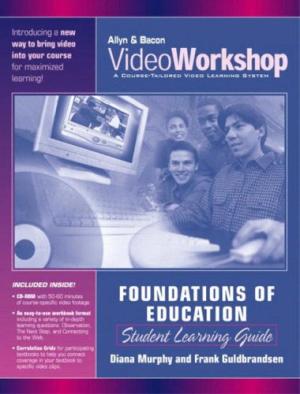 Introducing a new
way to bring video
into your course
for maximized
learning!
Allyn & Bacon
VideoWorkshop
A COURSE-TAILORED VIDEO LEARNING SYSTEM
INCLUDED INSIDE!
• CD-ROM with 50-60 minutes
of course-specific video footage.
• An easy-to-use workbook format
including a variety of in-depth
learning questions: Observation,
The Next Step, and Connecting
to the Web.
• Correlation Grids for participating
textbooks to help you connect
coverage in your textbook to
specific video clips.
FOUNDATIONS OF
EDUCATION
Student Learning Guide
Diana Murphy and Frank Guldbrandsen